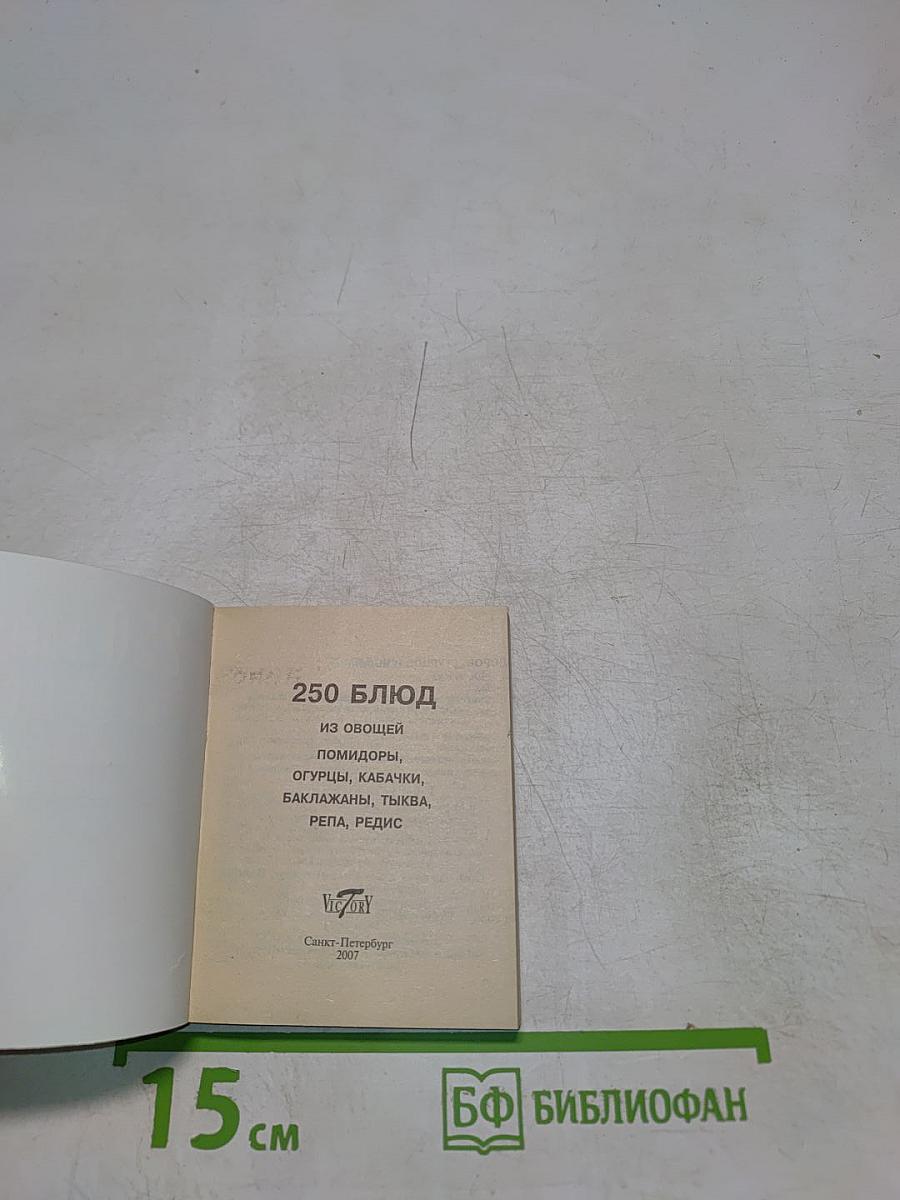 250 БЛЮД
ИЗ ОВОЩЕЙ
ПОМИДОРЫ,
ОГУРЦЫ, КАБАЧКИ,
БАКЛАЖАНЫ, ТЫКВА,
РЕПА, РЕДИС
VICTORY
Санкт-Петербург
2007
15 см
БФ БИБЛИОФАН